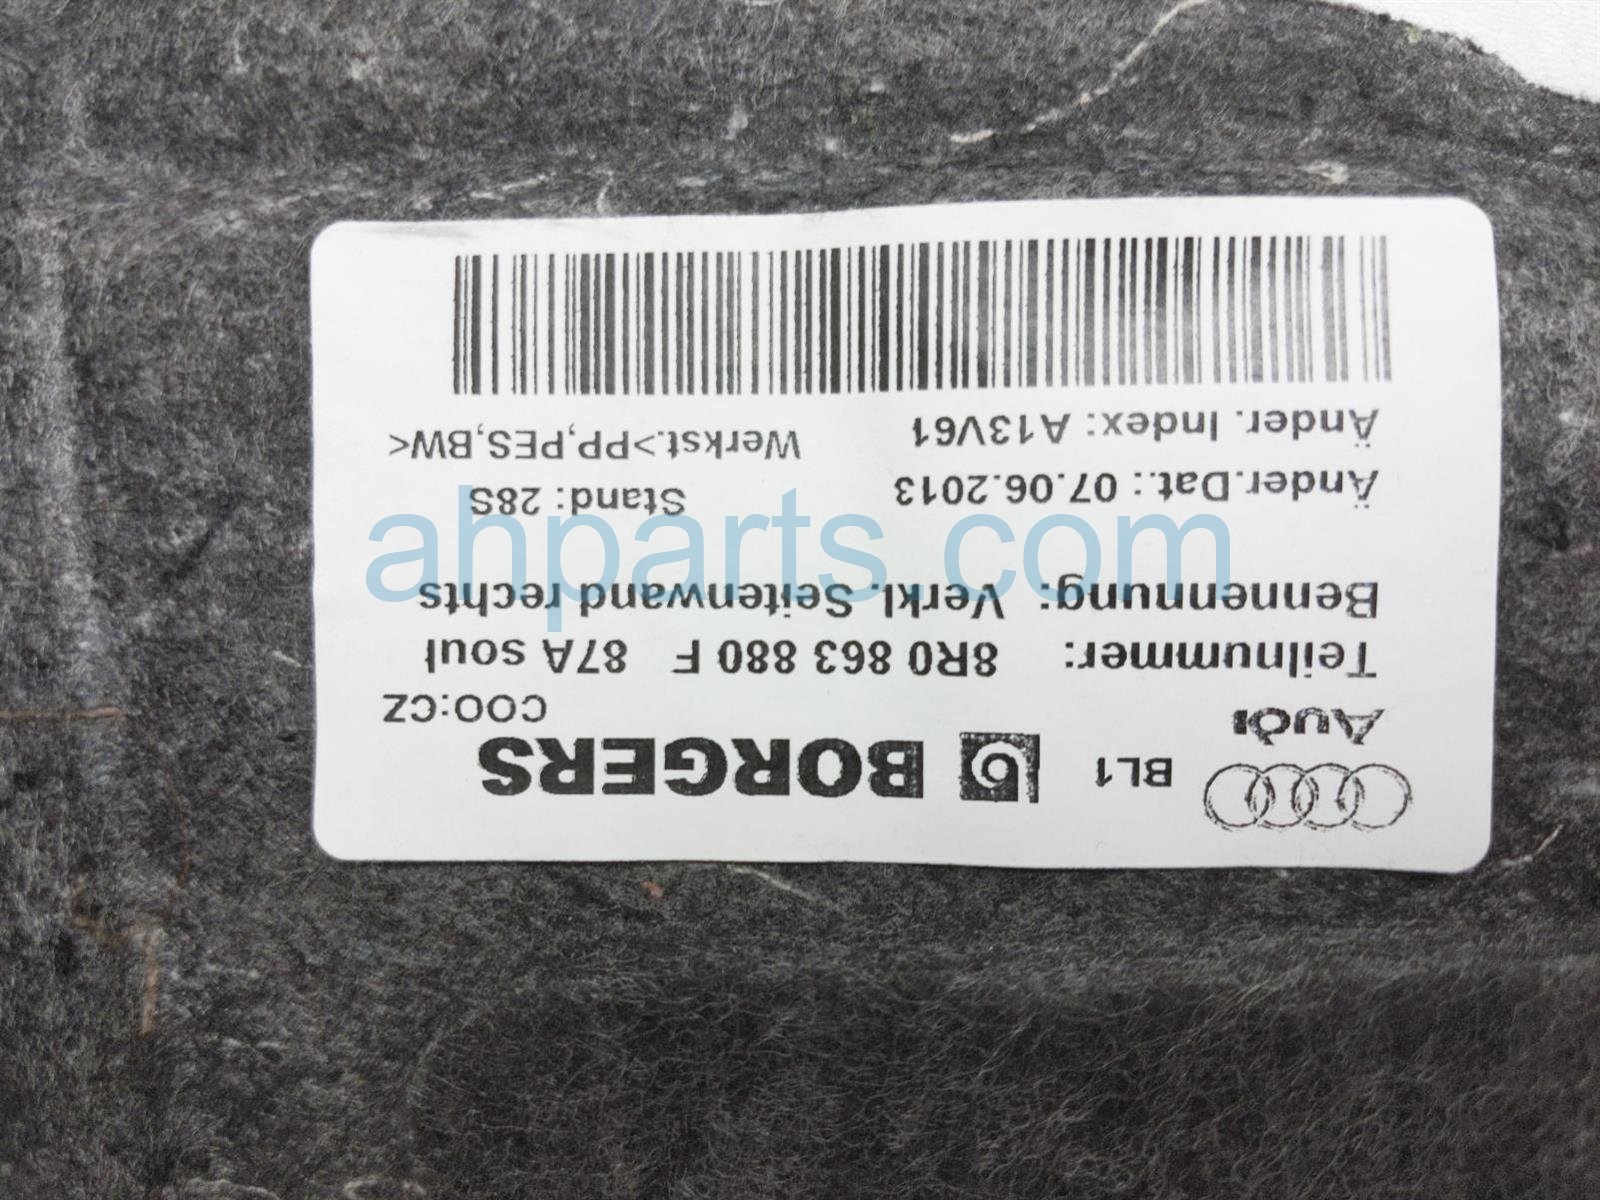 BL1 BORGERS
Audi COO:CZ
Teilnummer: 8R0 863 880 F 87A soul
Bennennung: Verkl. Seitenwand rechts
Änder.Dat.: 07.06.2013 Stand: 28S
Änder. Index: A13V61 Werkst.>PP,PES,BW<
ahparts.com